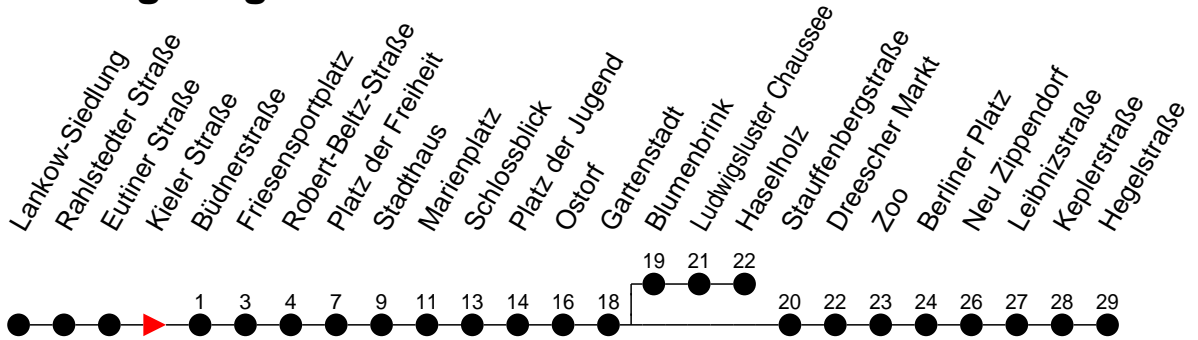 Lankow-Siedlung
Rahlstedter Straße
Eutiner Straße
Kieler Straße
Büdnerstraße
Friesensportplatz
Robert-Beltz-Straße
Platz der Freiheit
Stadthaus
Marienplatz
Schlossblick
Platz der Jugend
Ostorf
Gartenstadt
Blumenbrink
Ludwigsluster Chaussee
Haselholz
Stauffenbergstraße
Dreescher Markt
Zoo
Berliner Platz
Neu Zippendorf
Leibnizstraße
Keplerstraße
Hegelstraße
19 21 22
1 3 4 7 9 11 13 14 16 18 20 22 23 24 26 27 28 29